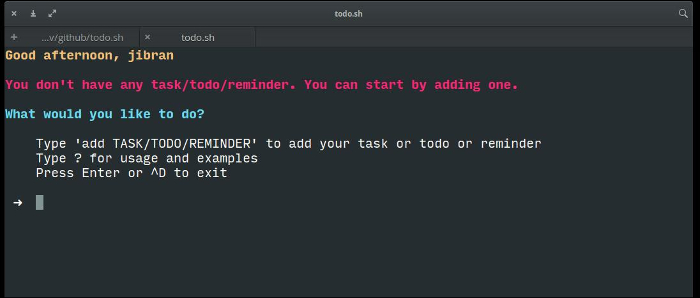 todo.sh
...v/github/todo.sh
todo.sh
Good afternoon, jibran
You don't have any task/todo/reminder. You can start by adding one.
What would you like to do?
Type 'add TASK/TODO/REMINDER' to add your task or todo or reminder
Type ? for usage and examples
Press Enter or ^D to exit
➜